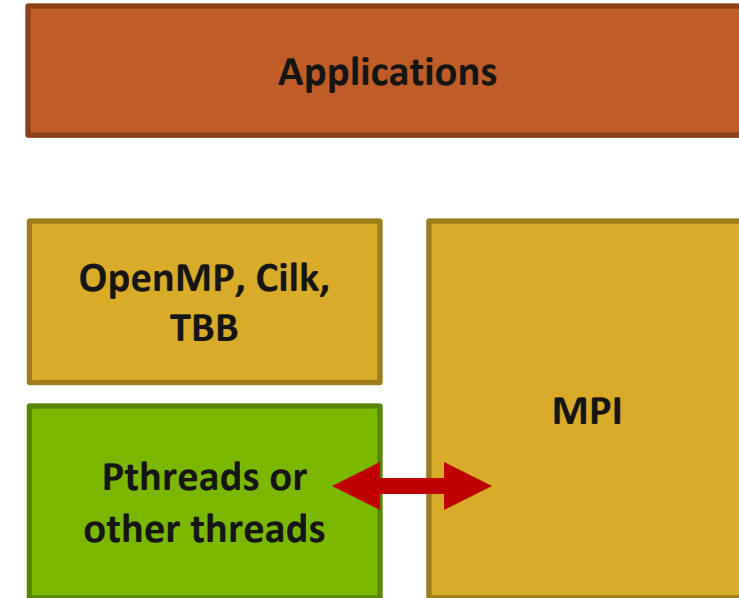 Applications
OpenMP, Cilk,
TBB
MPI
Pthreads or
other threads